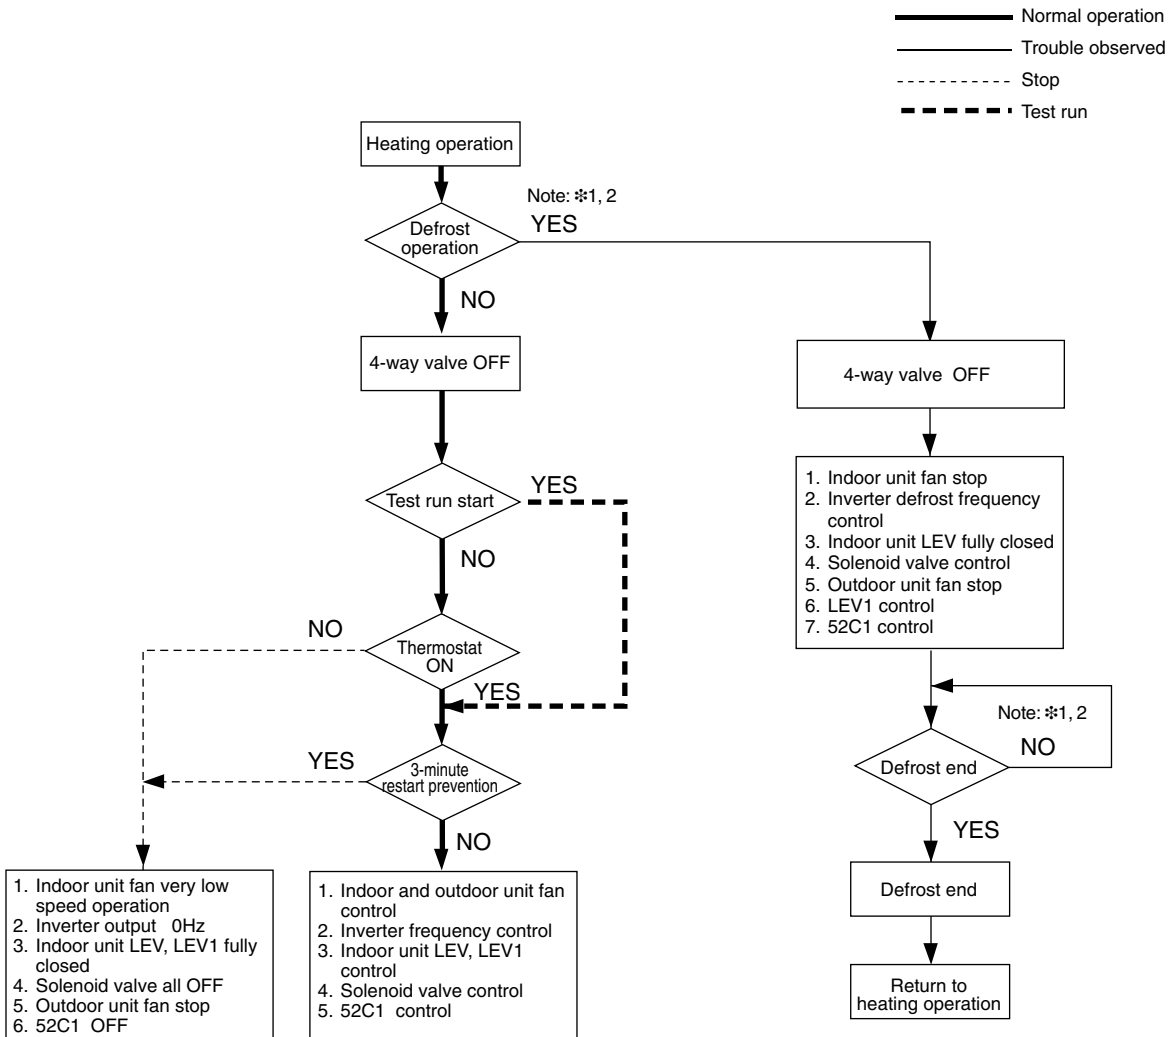 Normal operation
Trouble observed
Stop
Test run
Heating operation
Note: ✽1, 2
Defrost
operation
YES
NO
4-way valve OFF
4-way valve  OFF
Test run start
YES
NO
1. Indoor unit fan stop
2. Inverter defrost frequency
control
3. Indoor unit LEV fully closed
4. Solenoid valve control
5. Outdoor unit fan stop
6. LEV1 control
7. 52C1 control
NO
Thermostat
ON
YES
YES
3-minute
restart prevention
NO
Note: ✽1, 2
NO
Defrost end
YES
1. Indoor unit fan very low
speed operation
2. Inverter output   0Hz
3. Indoor unit LEV, LEV1 fully
closed
4. Solenoid valve all OFF
5. Outdoor unit fan stop
6. 52C1  OFF
1. Indoor and outdoor unit fan
control
2. Inverter frequency control
3. Indoor unit LEV, LEV1
control
4. Solenoid valve control
5. 52C1  control
Defrost end
Return to
heating operation